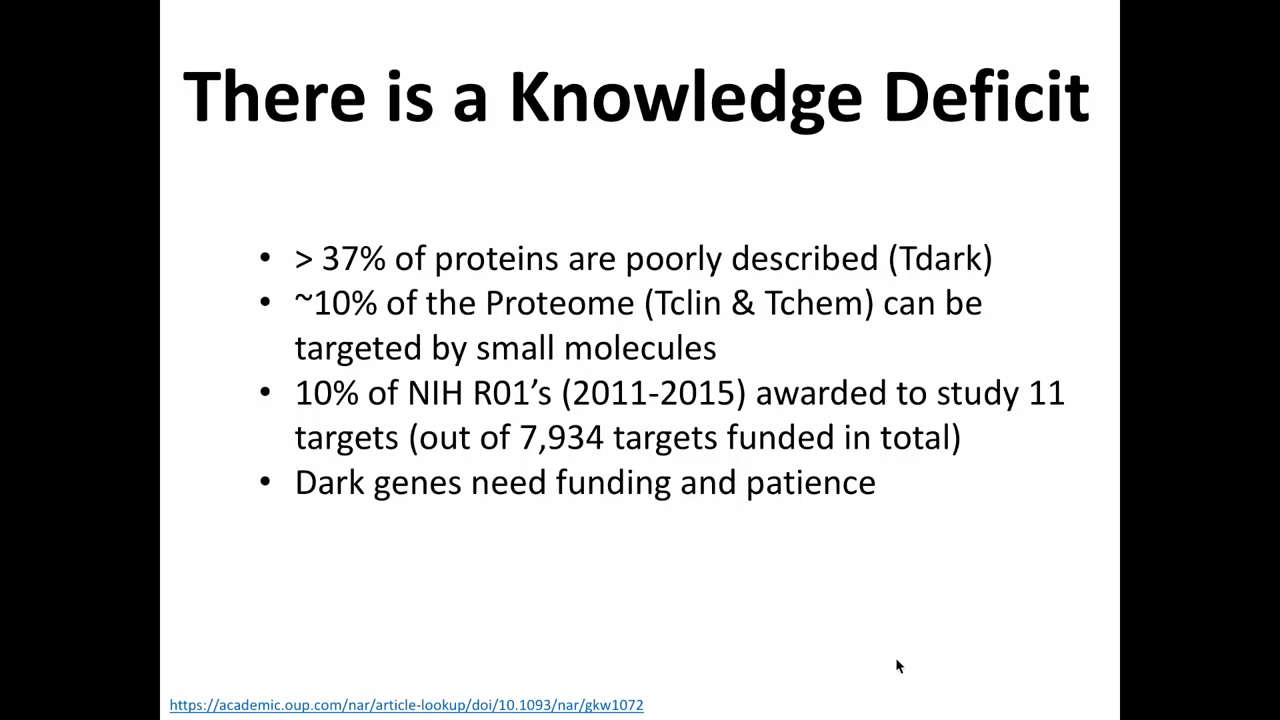 There is a Knowledge Deficit
• > 37% of proteins are poorly described (Tdark)
• ~10% of the Proteome (Tclin & Tchem) can be
targeted by small molecules
• 10% of NIH R01’s (2011-2015) awarded to study 11
targets (out of 7,934 targets funded in total)
• Dark genes need funding and patience
https://academic.oup.com/nar/article-lookup/doi/10.1093/nar/gkw1072